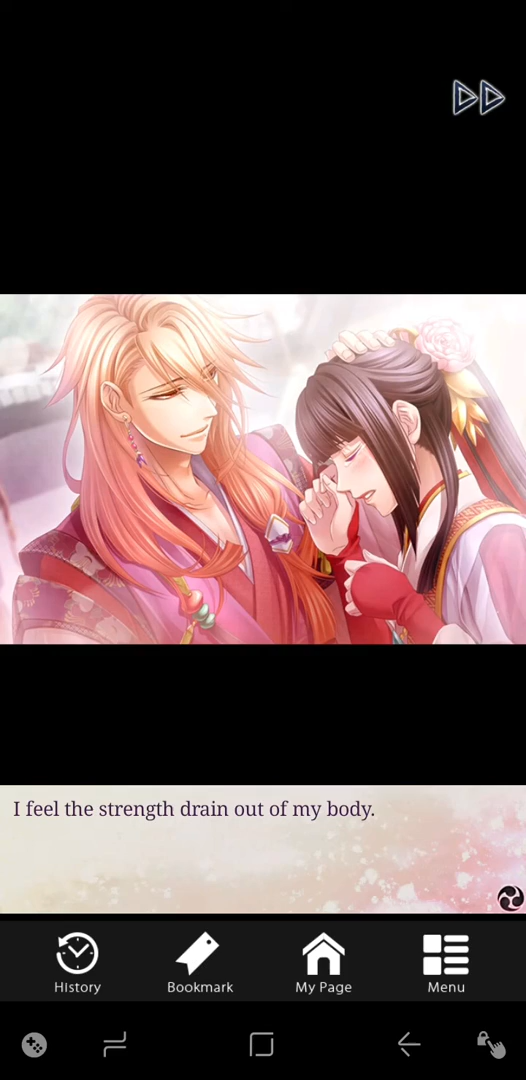 I feel the strength drain out of my body.
History
Bookmark
My Page
Menu